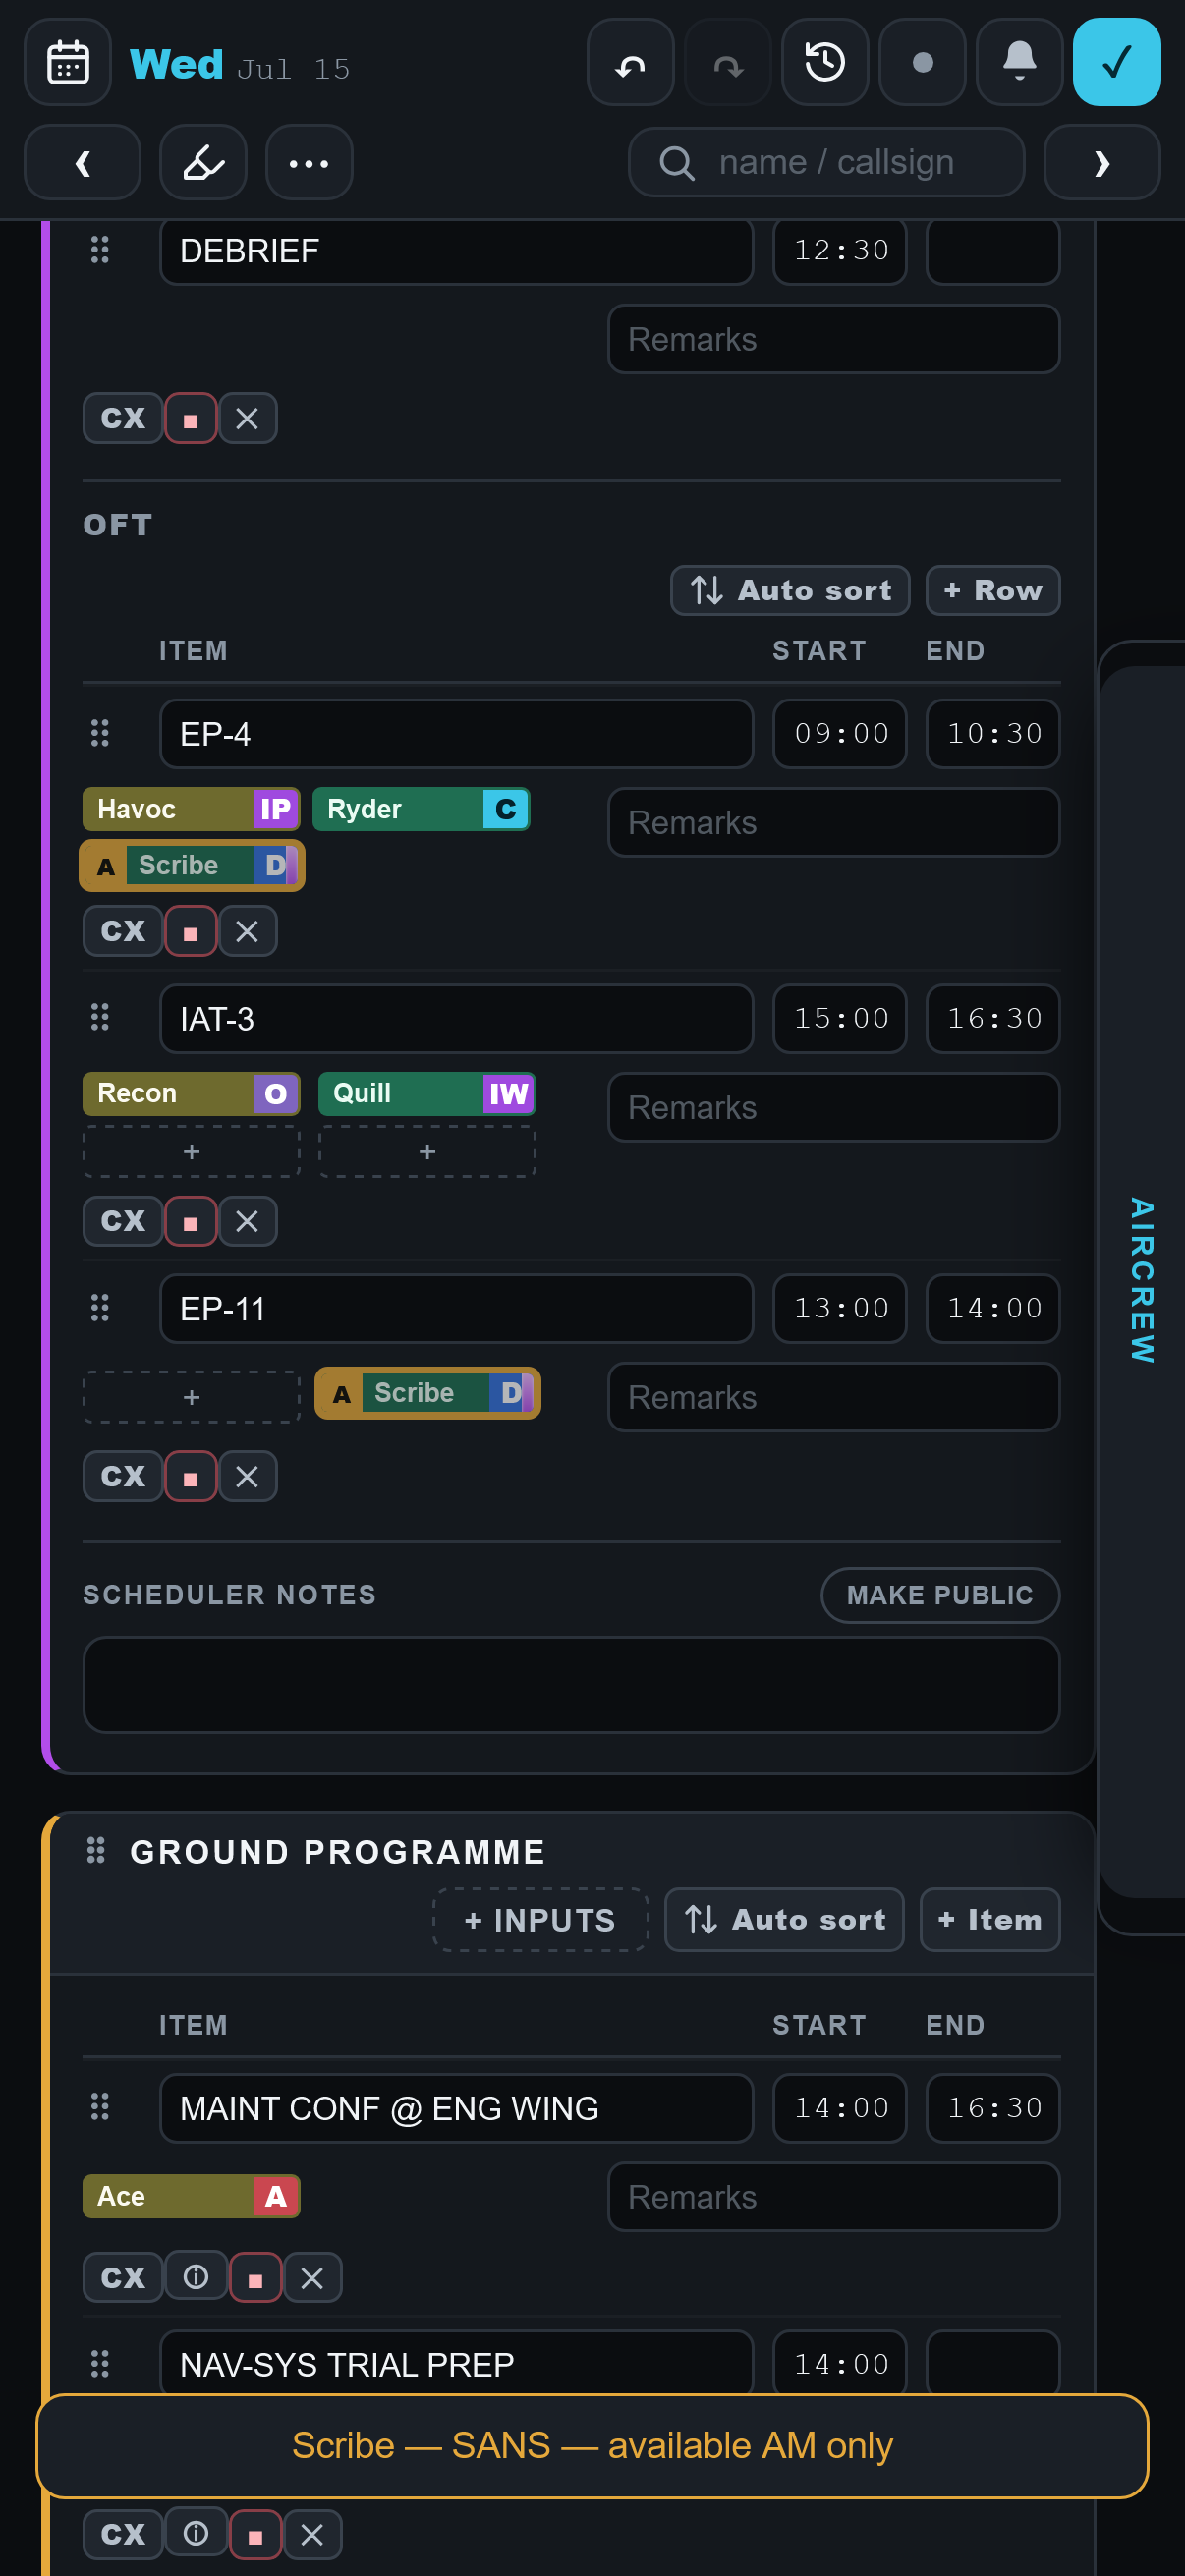 Wed Jul 15
name / callsign
DEBRIEF 12:30
Remarks
CX
OFT
Auto sort + Row
ITEM START END
EP-4 09:00 10:30
Havoc IP Ryder C Remarks
A Scribe D
CX
IAT-3 15:00 16:30
Recon O Quill IW Remarks
+ +
CX
EP-11 13:00 14:00
+ A Scribe D Remarks
CX
AIRCREW
SCHEDULER NOTES MAKE PUBLIC
GROUND PROGRAMME
+ INPUTS Auto sort + Item
ITEM START END
MAINT CONF @ ENG WING 14:00 16:30
Ace A Remarks
CX
NAV-SYS TRIAL PREP 14:00
Scribe — SANS — available AM only
CX